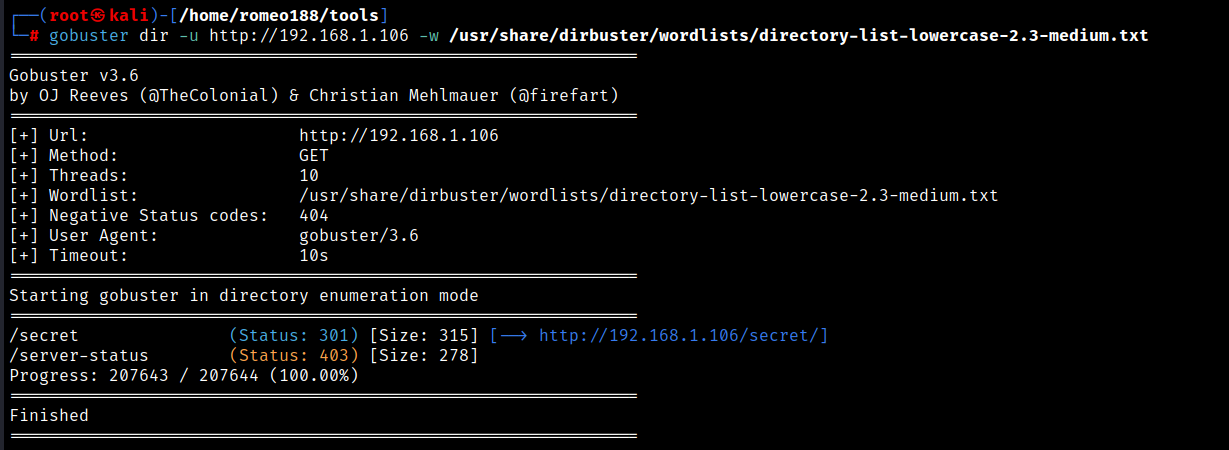 ┌──(root㉿kali)-[/home/romeo188/tools]
└─# gobuster dir -u http://192.168.1.106 -w /usr/share/dirbuster/wordlists/directory-list-lowercase-2.3-medium.txt
===============================================================
Gobuster v3.6
by OJ Reeves (@TheColonial) & Christian Mehlmauer (@firefart)
===============================================================
[+] Url:                     http://192.168.1.106
[+] Method:                  GET
[+] Threads:                 10
[+] Wordlist:                /usr/share/dirbuster/wordlists/directory-list-lowercase-2.3-medium.txt
[+] Negative Status codes:   404
[+] User Agent:              gobuster/3.6
[+] Timeout:                 10s
===============================================================
Starting gobuster in directory enumeration mode
===============================================================
/secret               (Status: 301) [Size: 315] [--> http://192.168.1.106/secret/]
/server-status        (Status: 403) [Size: 278]
Progress: 207643 / 207644 (100.00%)
===============================================================
Finished
===============================================================